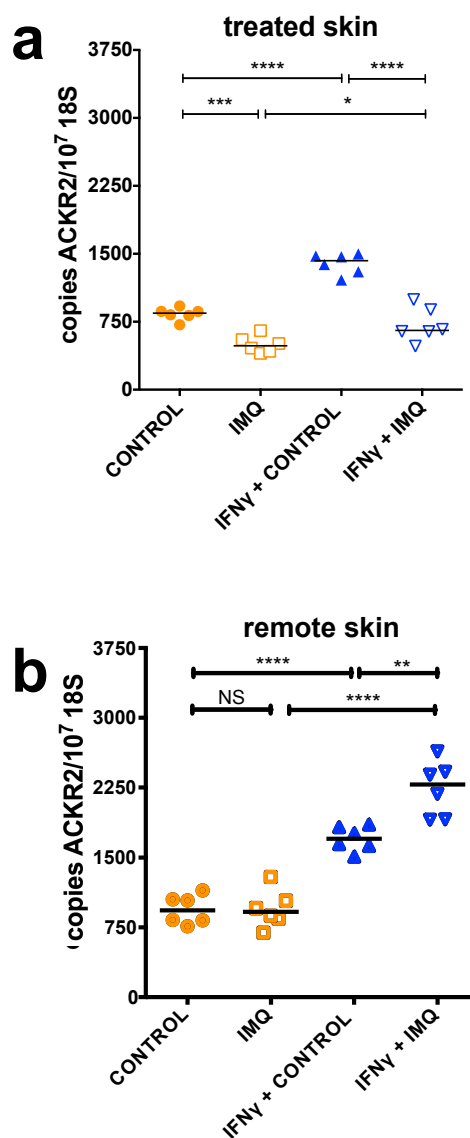 a
treated skin
3750
3000
2250
1500
750
0
copies ACKR2/10⁷ 18S
**** ****
*** *
CONTROL
IMQ
IFNγ + CONTROL
IFNγ + IMQ
b
remote skin
3750
3000
2250
1500
750
0
copies ACKR2/10⁷ 18S
**** **
NS ****
CONTROL
IMQ
IFNγ + CONTROL
IFNγ + IMQ